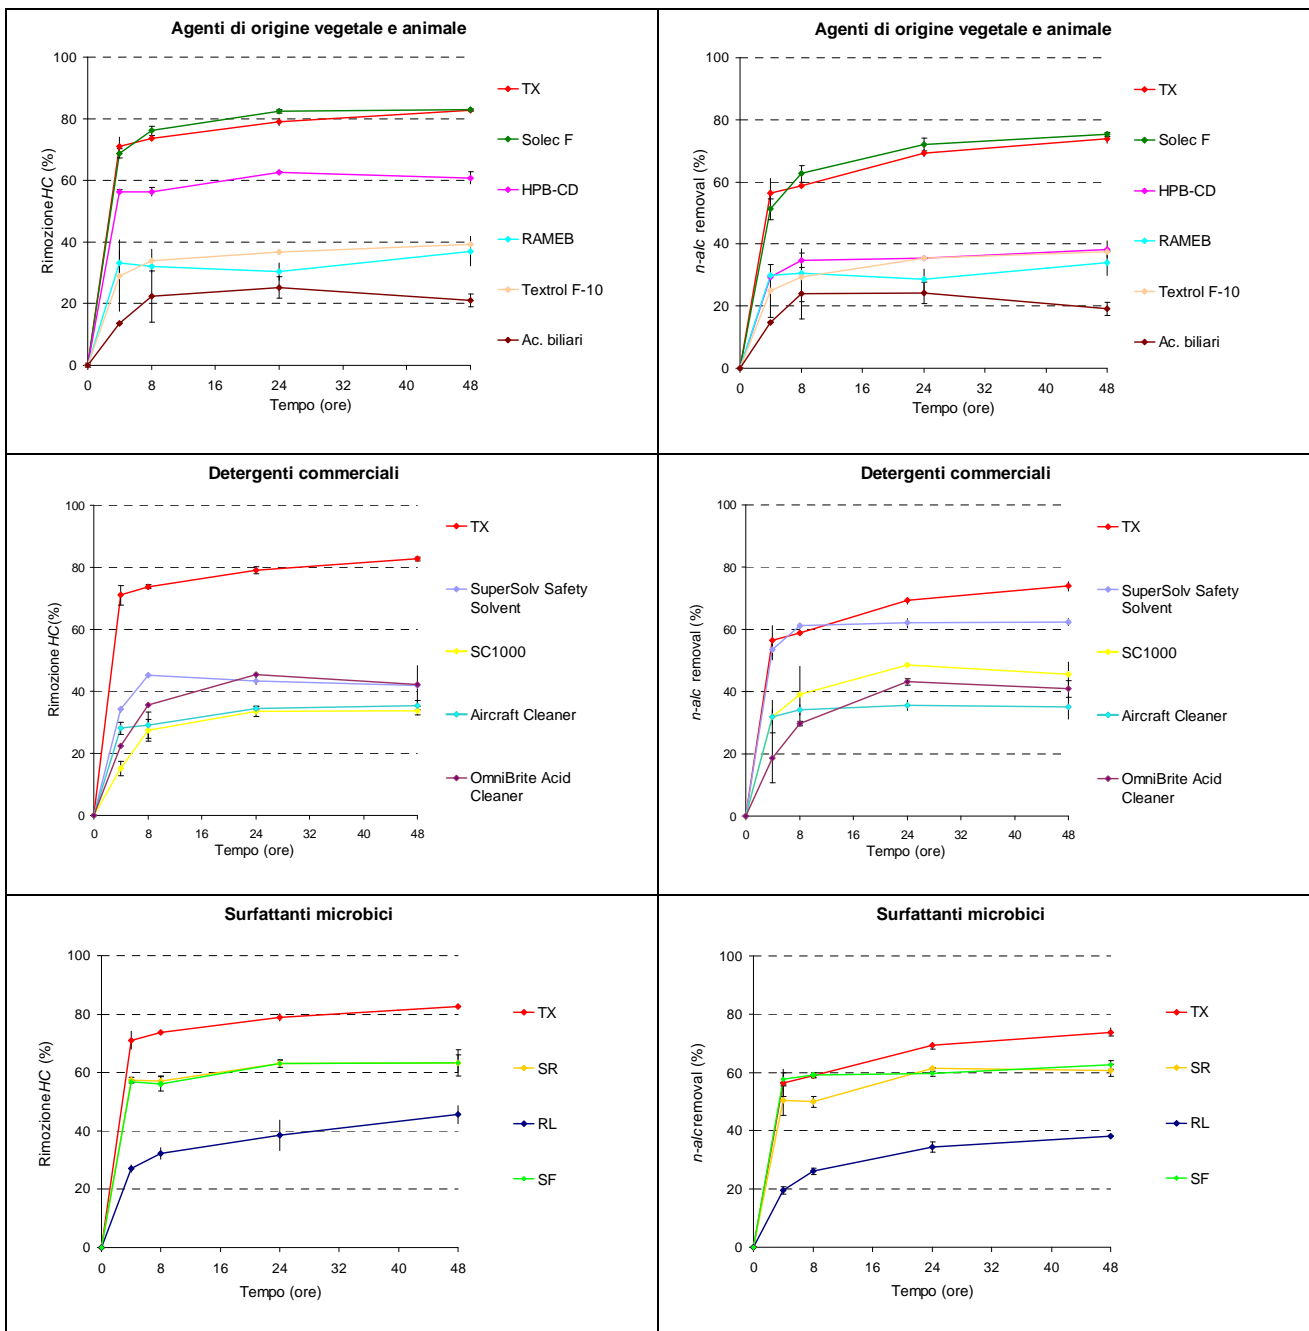 Agenti di origine vegetale e animale
100
80
60
40
20
0
Rimozione HC (%)
0 8 16 24 32 40 48
Tempo (ore)
TX
Solec F
HPB-CD
RAMEB
Textrol F-10
Ac. biliari
Agenti di origine vegetale e animale
100
80
60
40
20
0
n-alc removal (%)
0 8 16 24 32 40 48
Tempo (ore)
TX
Solec F
HPB-CD
RAMEB
Textrol F-10
Ac. biliari
Detergenti commerciali
100
80
60
40
20
0
Rimozione HC (%)
0 8 16 24 32 40 48
Tempo (ore)
TX
SuperSolv Safety
Solvent
SC1000
Aircraft Cleaner
OmniBrite Acid
Cleaner
Detergenti commerciali
100
80
60
40
20
0
n-alc removal (%)
0 8 16 24 32 40 48
Tempo (ore)
TX
SuperSolv Safety
Solvent
SC1000
Aircraft Cleaner
OmniBrite Acid
Cleaner
Surfattanti microbici
100
80
60
40
20
0
Rimozione HC (%)
0 8 16 24 32 40 48
Tempo (ore)
TX
SR
RL
SF
Surfattanti microbici
100
80
60
40
20
0
n-alc removal (%)
0 8 16 24 32 40 48
Tempo (ore)
TX
SR
RL
SF